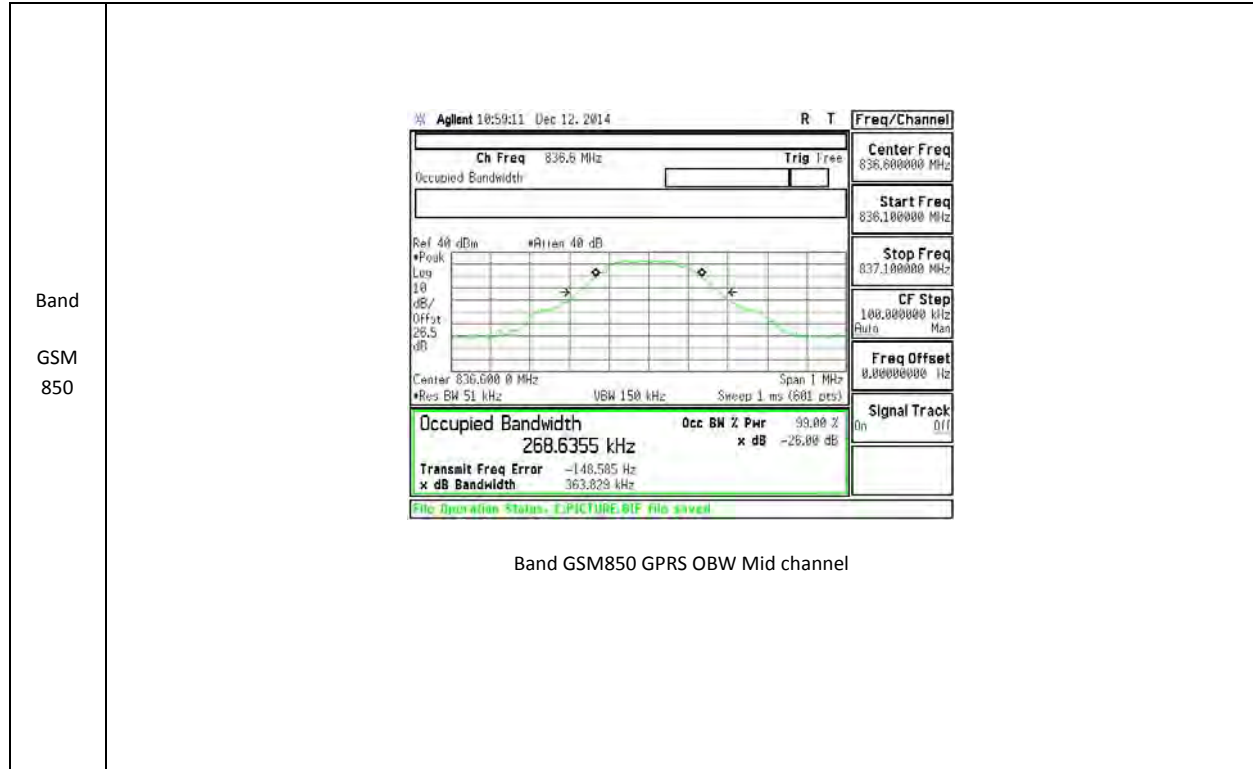 Band
GSM
850
Agilent 10:59:11 Dec 12, 2014 R T
Ch Freq 836.6 MHz Trig Free
Occupied Bandwidth
Ref 40 dBm #Atten 40 dB
#Peak
Log
10
dB/
Offst
26.5
dB
Center 836.600 0 MHz Span 1 MHz
#Res BW 51 kHz VBW 150 kHz Sweep 1 ms (601 pts)
Occupied Bandwidth Occ BW % Pwr 99.00 %
268.6355 kHz x dB -26.00 dB
Transmit Freq Error -148.585 Hz
x dB Bandwidth 363.829 kHz
File Operation Status, C:PICTURE.GIF file saved
Freq/Channel
Center Freq
836.600000 MHz
Start Freq
836.100000 MHz
Stop Freq
837.100000 MHz
CF Step
100.000000 kHz
Auto Man
Freq Offset
0.00000000 Hz
Signal Track
On Off
Band GSM850 GPRS OBW Mid channel